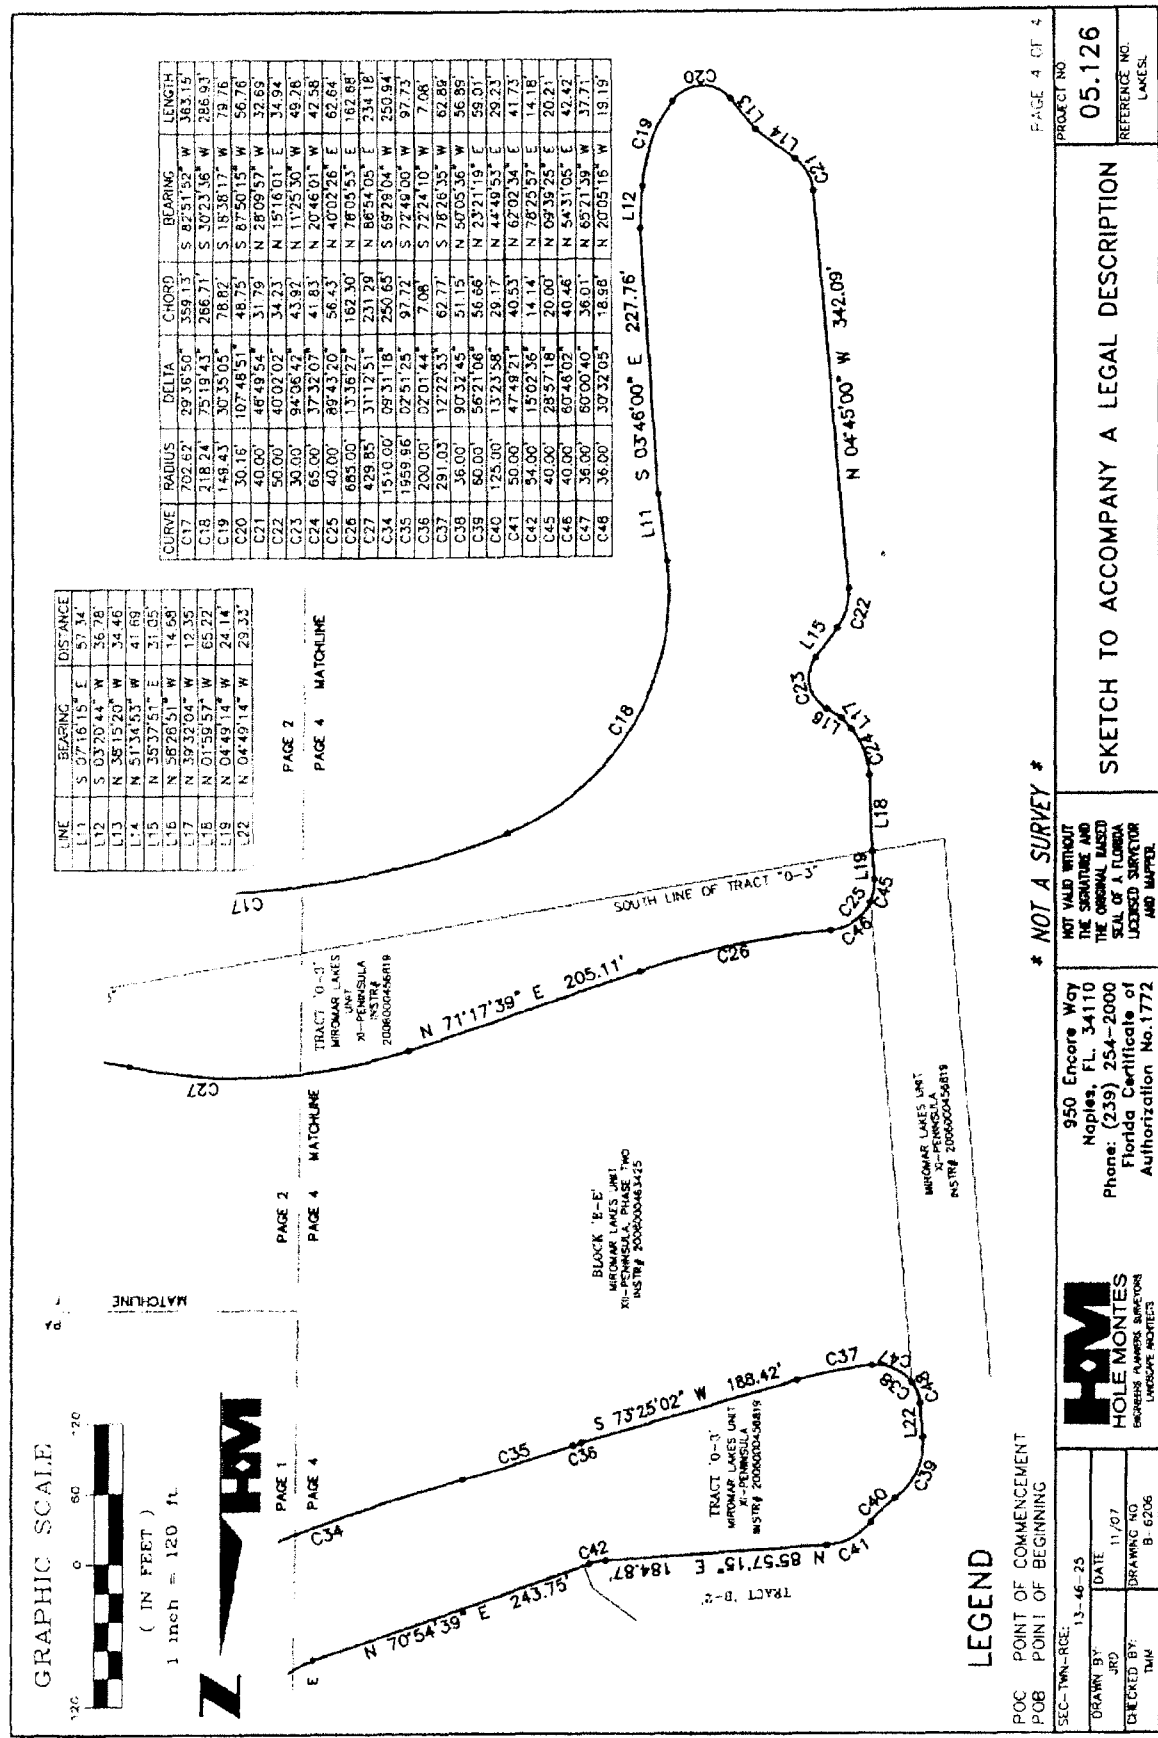 GRAPHIC SCALE
120 0 60 120
( IN FEET )
1 inch = 120 ft.
Z
HM
LINE BEARING DISTANCE
L11 S 07°16'15" E 57.34'
L12 S 03°20'44" W 36.78'
L13 N 38°15'20" W 34.46'
L14 N 51°34'53" W 41.69'
L15 N 35°37'51" E 31.05'
L16 N 58°26'51" W 14.68'
L17 N 39°32'04" W 12.35'
L18 N 01°59'57" W 65.22'
L19 N 04°49'14" W 24.14'
L22 N 04°49'14" W 29.33'
CURVE RADIUS DELTA CHORD BEARING LENGTH
C17 702.62' 29°36'50" 359.13' S 82°51'52" W 363.15'
C18 218.24' 75°19'43" 266.71' S 30°23'36" W 286.93'
C19 149.43' 30°35'05" 78.82' S 18°38'17" W 79.76'
C20 30.16' 107°48'51" 48.75' S 87°50'15" W 56.76'
C21 40.00' 46°49'54" 31.79' N 28°09'57" W 32.69'
C22 50.00' 40°02'02" 34.23' N 15°16'01" E 34.94'
C23 30.00' 94°06'42" 43.92' N 11°25'30" W 49.28'
C24 65.00' 37°32'07" 41.83' N 20°46'01" W 42.58'
C25 40.00' 89°43'20" 56.43' N 40°02'26" E 62.64'
C26 685.00' 13°36'27" 162.30' N 78°05'53" E 162.68'
C27 429.85' 31°12'51" 231.29' N 86°54'05" E 234.18'
C34 1510.00' 09°31'18" 250.65' S 69°29'04" W 250.94'
C35 1959.96' 02°51'25" 97.72' S 72°49'00" W 97.73'
C36 200.00' 02°01'44" 7.08' S 72°24'10" W 7.08'
C37 291.03' 12°22'53" 62.77' S 78°26'35" W 62.89'
C38 36.00' 90°32'45" 51.15' N 50°05'36" W 56.89'
C39 60.00' 56°21'06" 56.66' N 23°21'19" E 59.01'
C40 125.00' 13°23'58" 29.17' N 44°49'53" E 29.23'
C41 50.00' 47°49'21" 40.53' N 62°02'34" E 41.73'
C42 54.00' 15°02'36" 14.14' N 78°25'57" E 14.18'
C45 40.00' 28°57'18" 20.00' N 09°39'25" E 20.21'
C46 40.00' 60°46'02" 40.46' N 54°31'05" E 42.42'
C47 36.00' 60°00'40" 36.01' N 65°21'39" W 37.71'
C48 36.00' 30°32'05" 18.96' N 20°05'16" W 19.19'
MATCHLINE
PAGE 1
PAGE 4
PAGE 2
PAGE 4 MATCHLINE
PAGE 2
PAGE 4 MATCHLINE
C17
C18
L11
S 03°46'00" E 227.76'
L12
C19
C20
L13
L14
C21
N 04°45'00" W 342.09'
C22
L15
C23
L16
L17
C24
L18
L19
C45
C25
C46
C26
N 71°17'39" E 205.11'
C27
SOUTH LINE OF TRACT "O-3"
TRACT 'O-3'
MIROMAR LAKES
UNIT
XI-PENINSULA
INSTR#
2006000456819
BLOCK 'E-E'
MIROMAR LAKES UNIT
XI-PENINSULA, PHASE TWO
INSTR# 2006000463425
MIROMAR LAKES UNIT
XI-PENINSULA
INSTR# 2006000456819
C34
C35
C36
S 73°25'02" W 188.42'
C37
C47
C38
C48
L22
C39
C40
C41
N 85°57'15" E 184.87'
C42
N 70°54'39" E 243.75'
E
TRACT 'O-3'
MIROMAR LAKES UNIT
XI-PENINSULA
INSTR# 2006000456819
TRACT 'B-2'
LEGEND
POC POINT OF COMMENCEMENT
POB POINT OF BEGINNING
* NOT A SURVEY *
PAGE 4 OF 4
SEC-TWN-RGE:
13-46-25
DRAWN BY:
JRD
DATE
11/07
CHECKED BY:
TMM
DRAWING NO
B-6206
HM
HOLE MONTES
ENGINEERS PLANNERS SURVEYORS
LANDSCAPE ARCHITECTS
950 Encore Way
Naples, FL. 34110
Phone: (239) 254-2000
Florida Certificate of
Authorization No.1772
NOT VALID WITHOUT
THE SIGNATURE AND
THE ORIGINAL RAISED
SEAL OF A FLORIDA
LICENSED SURVEYOR
AND MAPPER.
SKETCH TO ACCOMPANY A LEGAL DESCRIPTION
PROJECT NO
05.126
REFERENCE NO.
LAKESL